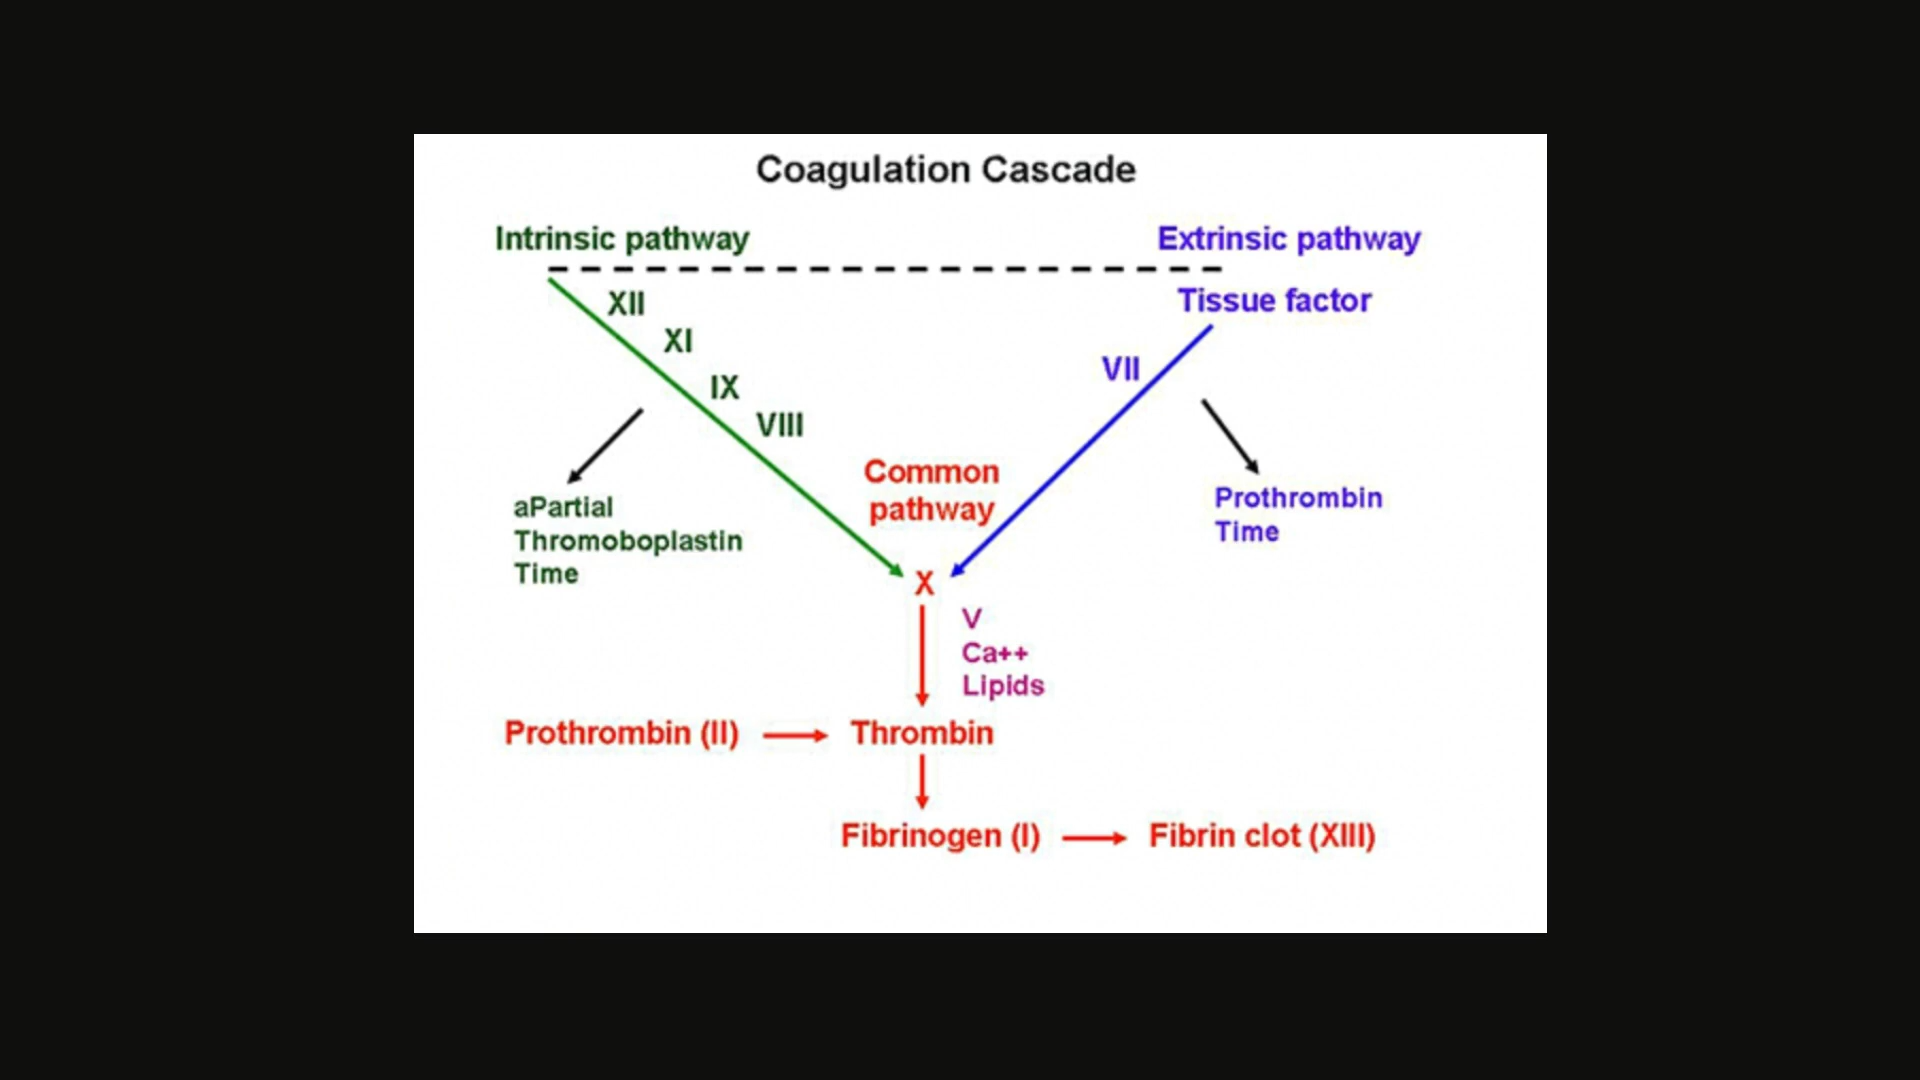 Coagulation Cascade
Intrinsic pathway
Extrinsic pathway
XII
Tissue factor
XI
VII
IX
VIII
Common
pathway
aPartial
Thromoboplastin
Time
Prothrombin
Time
X
V
Ca++
Lipids
Prothrombin (II)
Thrombin
Fibrinogen (I)
Fibrin clot (XIII)